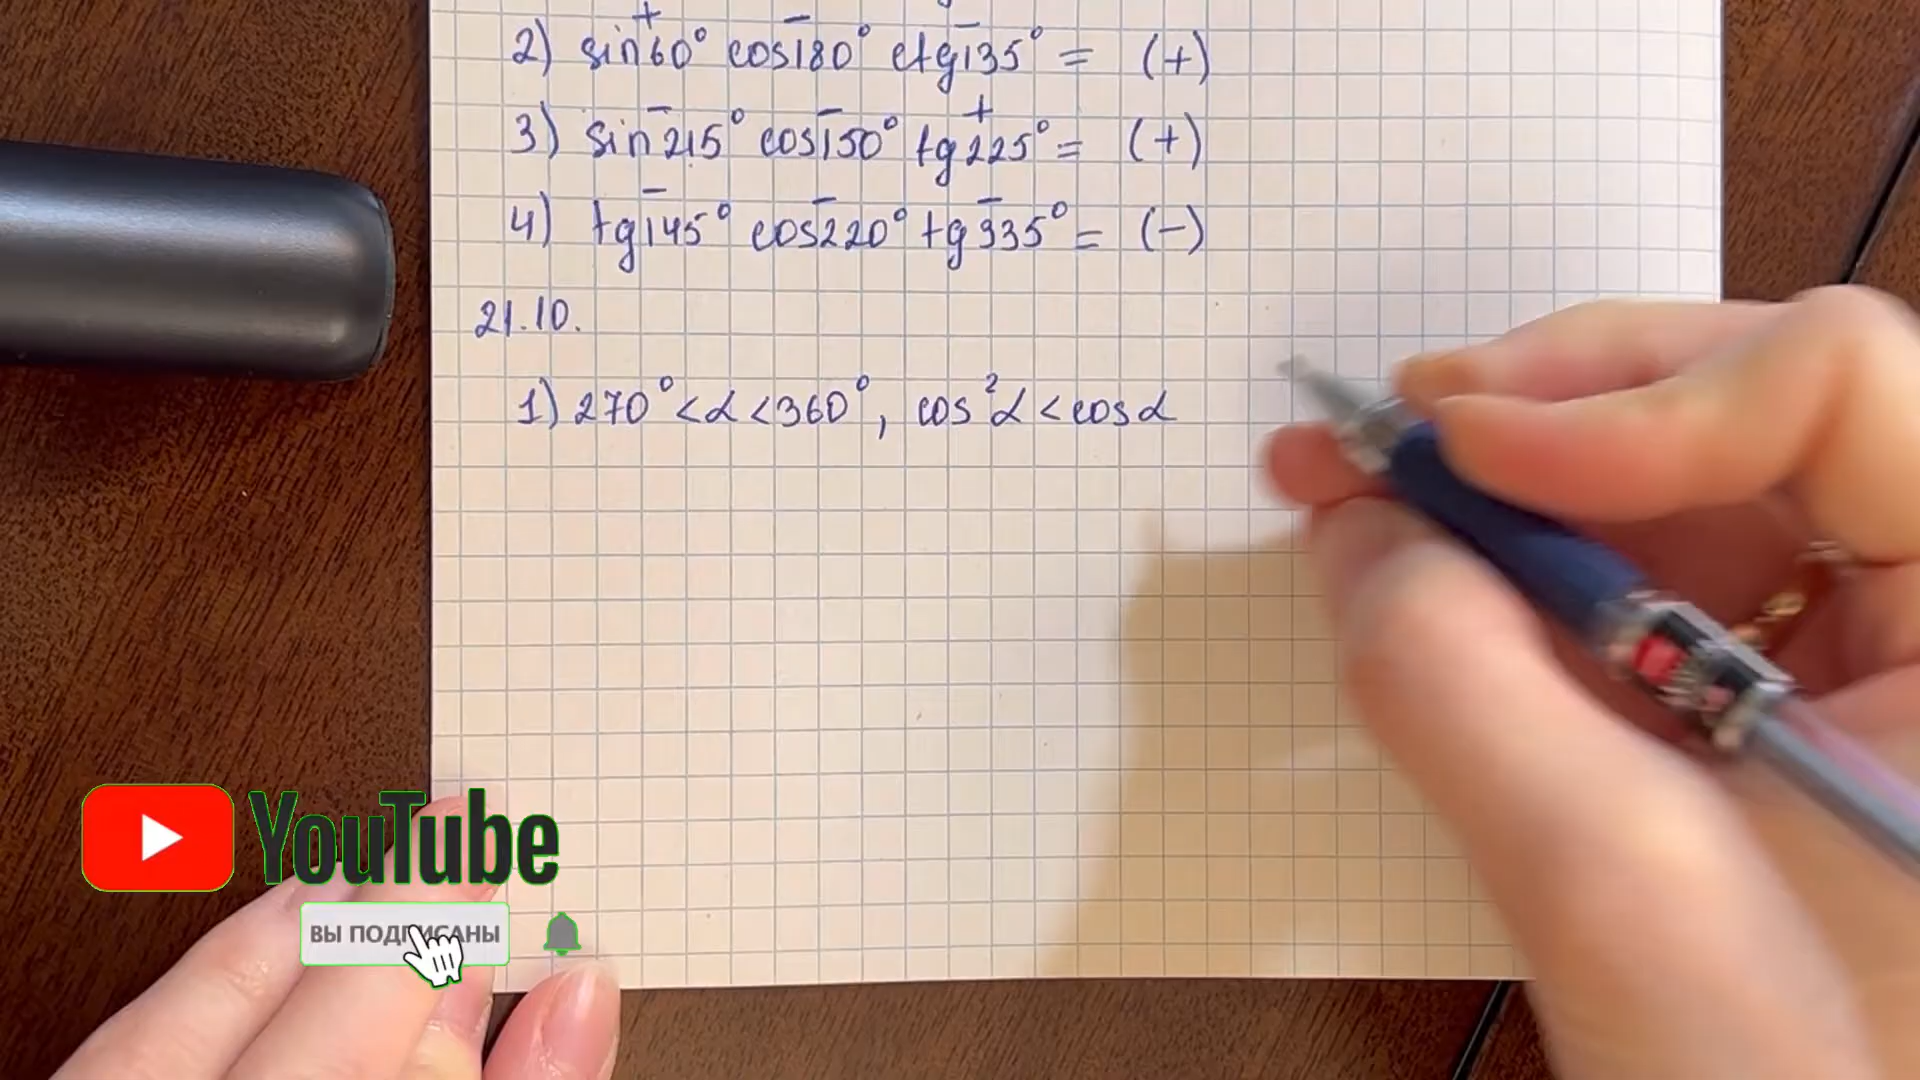 2) sin60° cos180° ctg135° = (+)
3) sin215° cos150° tg225° = (+)
4) tg145° cos220° tg335° = (-)
21.10.
1) 270° < α < 360°, cos²α < cosα
YouTube
ВЫ ПОДПИСАНЫ